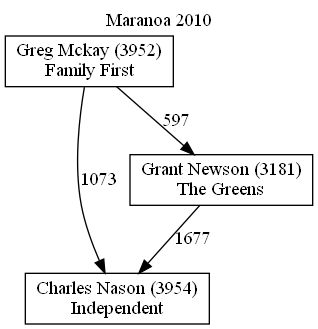 Maranoa 2010
Greg Mckay (3952)
Family First
597
Grant Newson (3181)
The Greens
1073
1677
Charles Nason (3954)
Independent